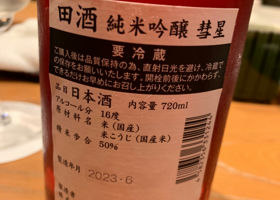 田酒 純米吟醸 彗星
要冷蔵
ご購入後は品質保持の為、直射日光を避け、冷蔵で
の保存をお願いいたします。開栓前後にかかわらず、
できるだけお早めにお召し上がりください。
品目 日本酒 内容量 720ml
アルコール分 16度
原材料名 米(国産)
米こうじ(国産米)
精米歩合 50%
製造年月 2023.6